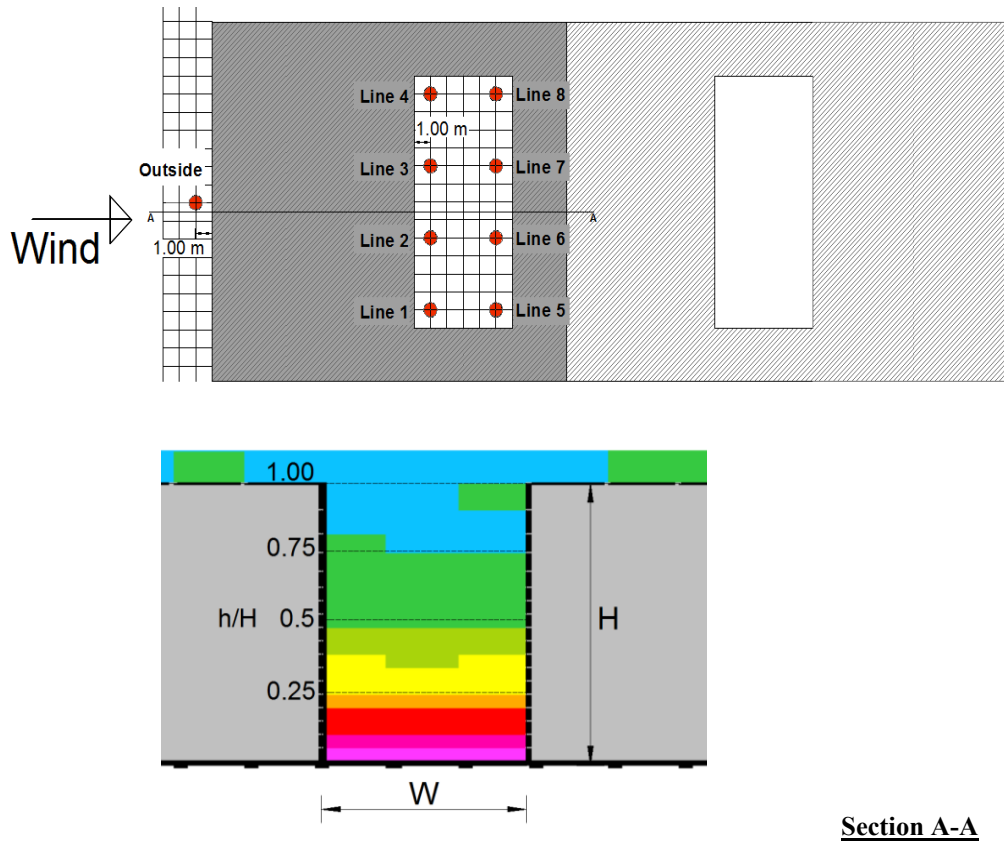 Line 4
Line 8
1.00 m
Outside
Line 3
Line 7
A
A
Wind
1.00 m
Line 2
Line 6
Line 1
Line 5
1.00
0.75
h/H
0.5
H
0.25
W
Section A-A